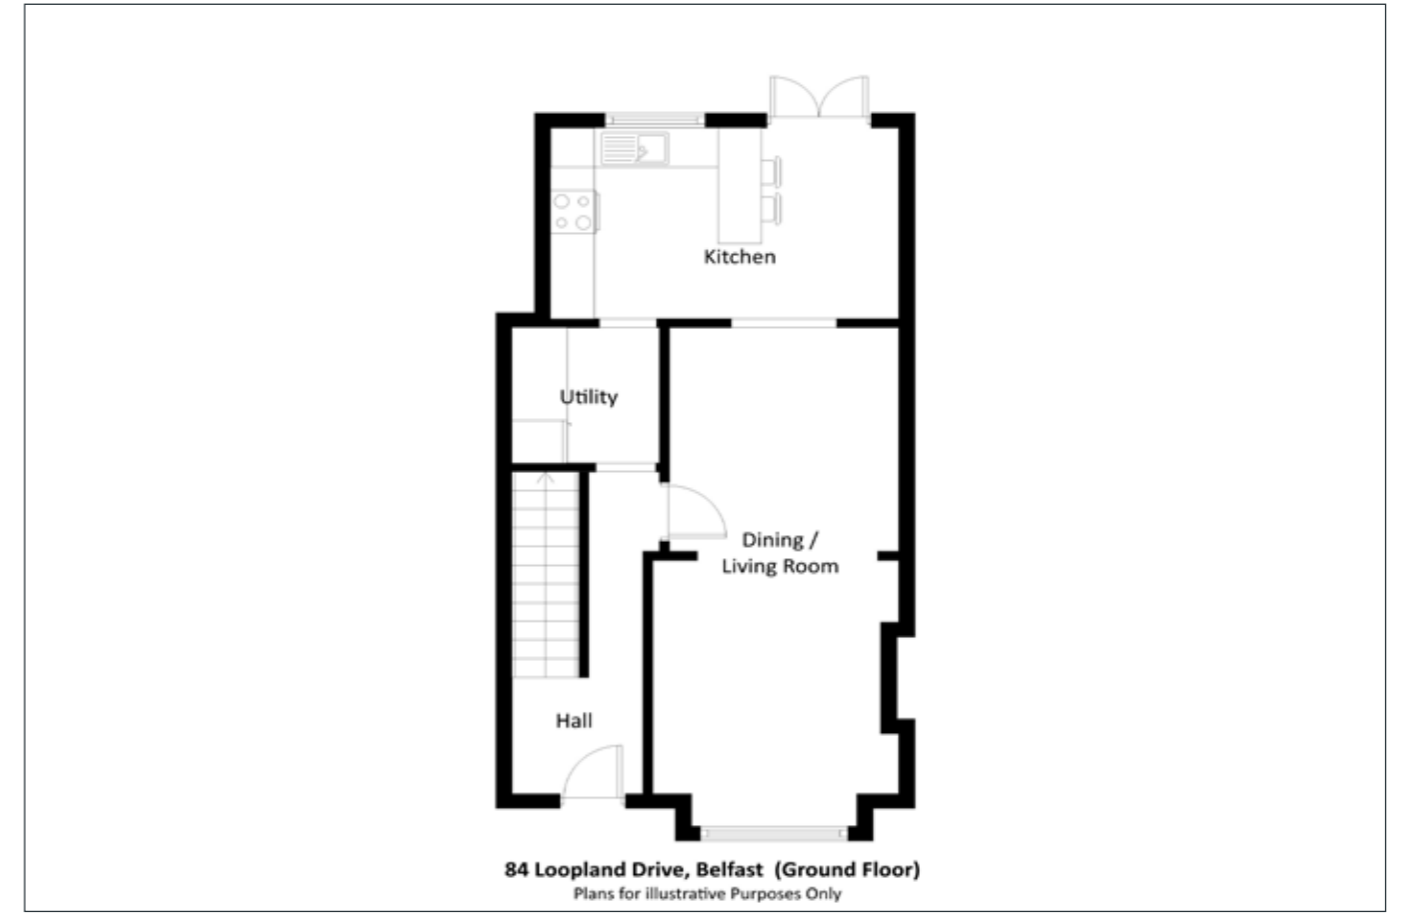 Kitchen
Utility
Dining /
Living Room
Hall
84 Loopland Drive, Belfast (Ground Floor)
Plans for illustrative Purposes Only